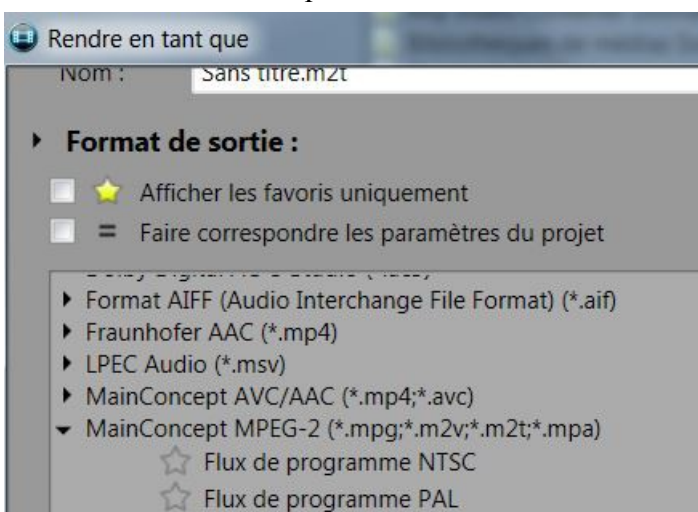 Rendre en tant que
Nom : Sans titre.m2t
Format de sortie :
Afficher les favoris uniquement
= Faire correspondre les paramètres du projet
Format AIFF (Audio Interchange File Format) (*.aif)
Fraunhofer AAC (*.mp4)
LPEC Audio (*.msv)
MainConcept AVC/AAC (*.mp4;*.avc)
MainConcept MPEG-2 (*.mpg;*.m2v;*.m2t;*.mpa)
Flux de programme NTSC
Flux de programme PAL